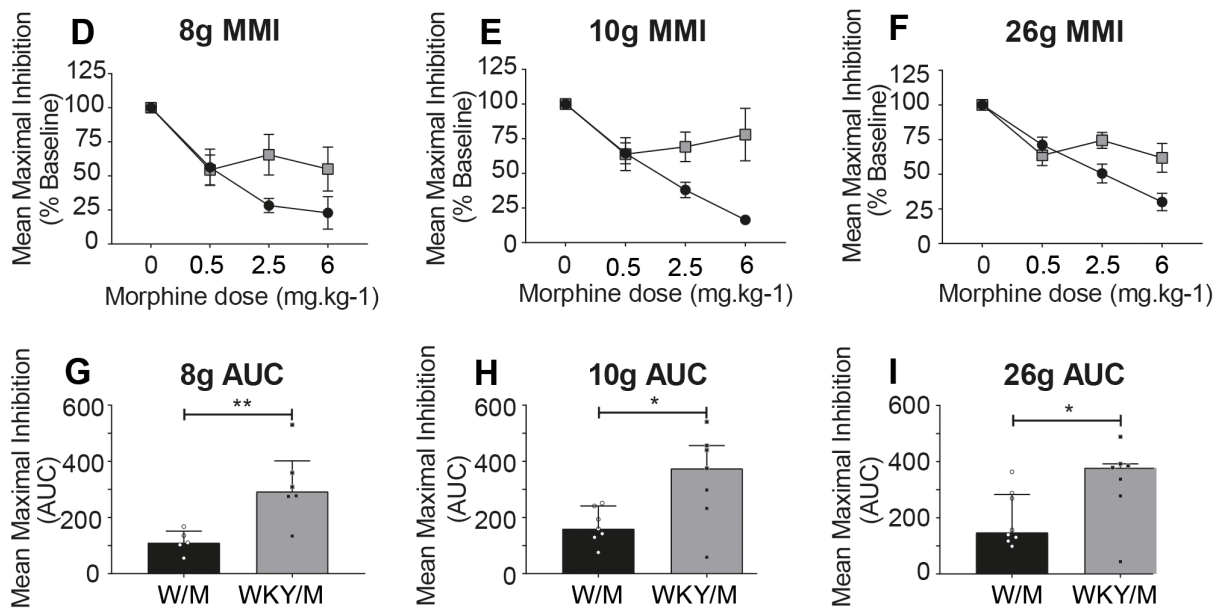 D 8g MMI
Mean Maximal Inhibition
(% Baseline)
125
100
75
50
25
0
0 0.5 2.5 6
Morphine dose (mg.kg-1)
E 10g MMI
Mean Maximal Inhibition
(% Baseline)
125
100
75
50
25
0
0 0.5 2.5 6
Morphine dose (mg.kg-1)
F 26g MMI
Mean Maximal Inhibition
(% Baseline)
125
100
75
50
25
0
0 0.5 2.5 6
Morphine dose (mg.kg-1)
G 8g AUC
Mean Maximal Inhibition
(AUC)
600
400
200
0
**
W/M WKY/M
H 10g AUC
Mean Maximal Inhibition
(AUC)
600
400
200
0
*
W/M WKY/M
I 26g AUC
Mean Maximal Inhibition
(AUC)
600
400
200
0
*
W/M WKY/M